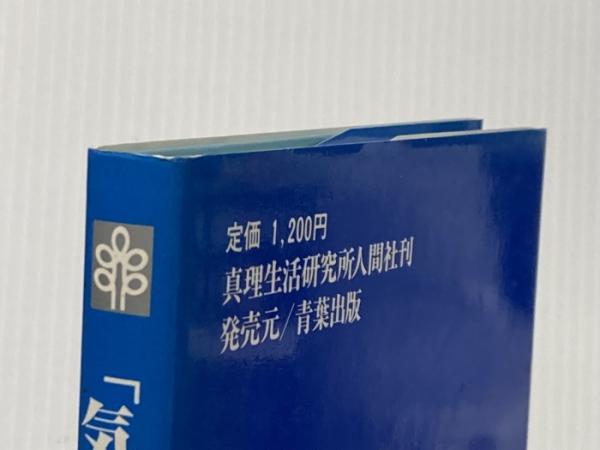 定価 1,200円
真理生活研究所人間社刊
発売元/青葉出版
「気